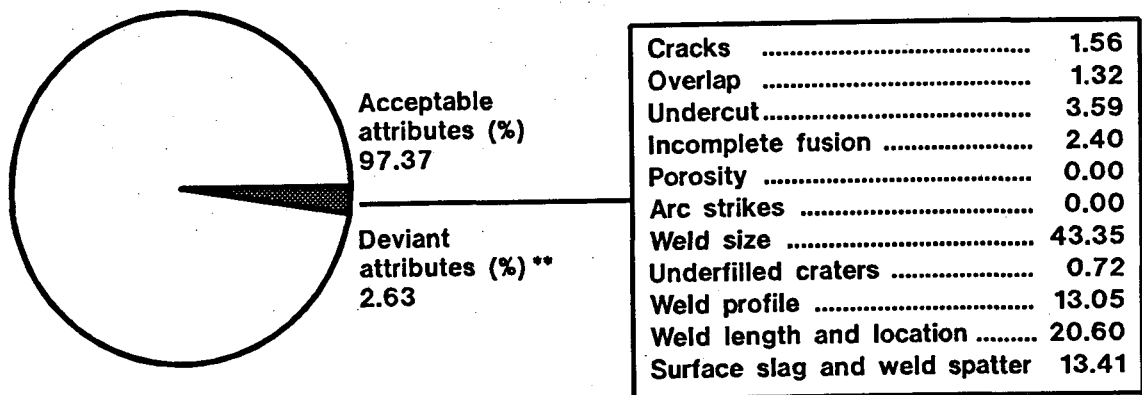 Acceptable
attributes (%)
97.37
Deviant
attributes (%) **
2.63
Cracks ................................... 1.56
Overlap ................................... 1.32
Undercut................................... 3.59
Incomplete fusion ................... 2.40
Porosity ................................... 0.00
Arc strikes .............................. 0.00
Weld size ................................ 43.35
Underfilled craters .................. 0.72
Weld profile ............................ 13.05
Weld length and location ......... 20.60
Surface slag and weld spatter 13.41